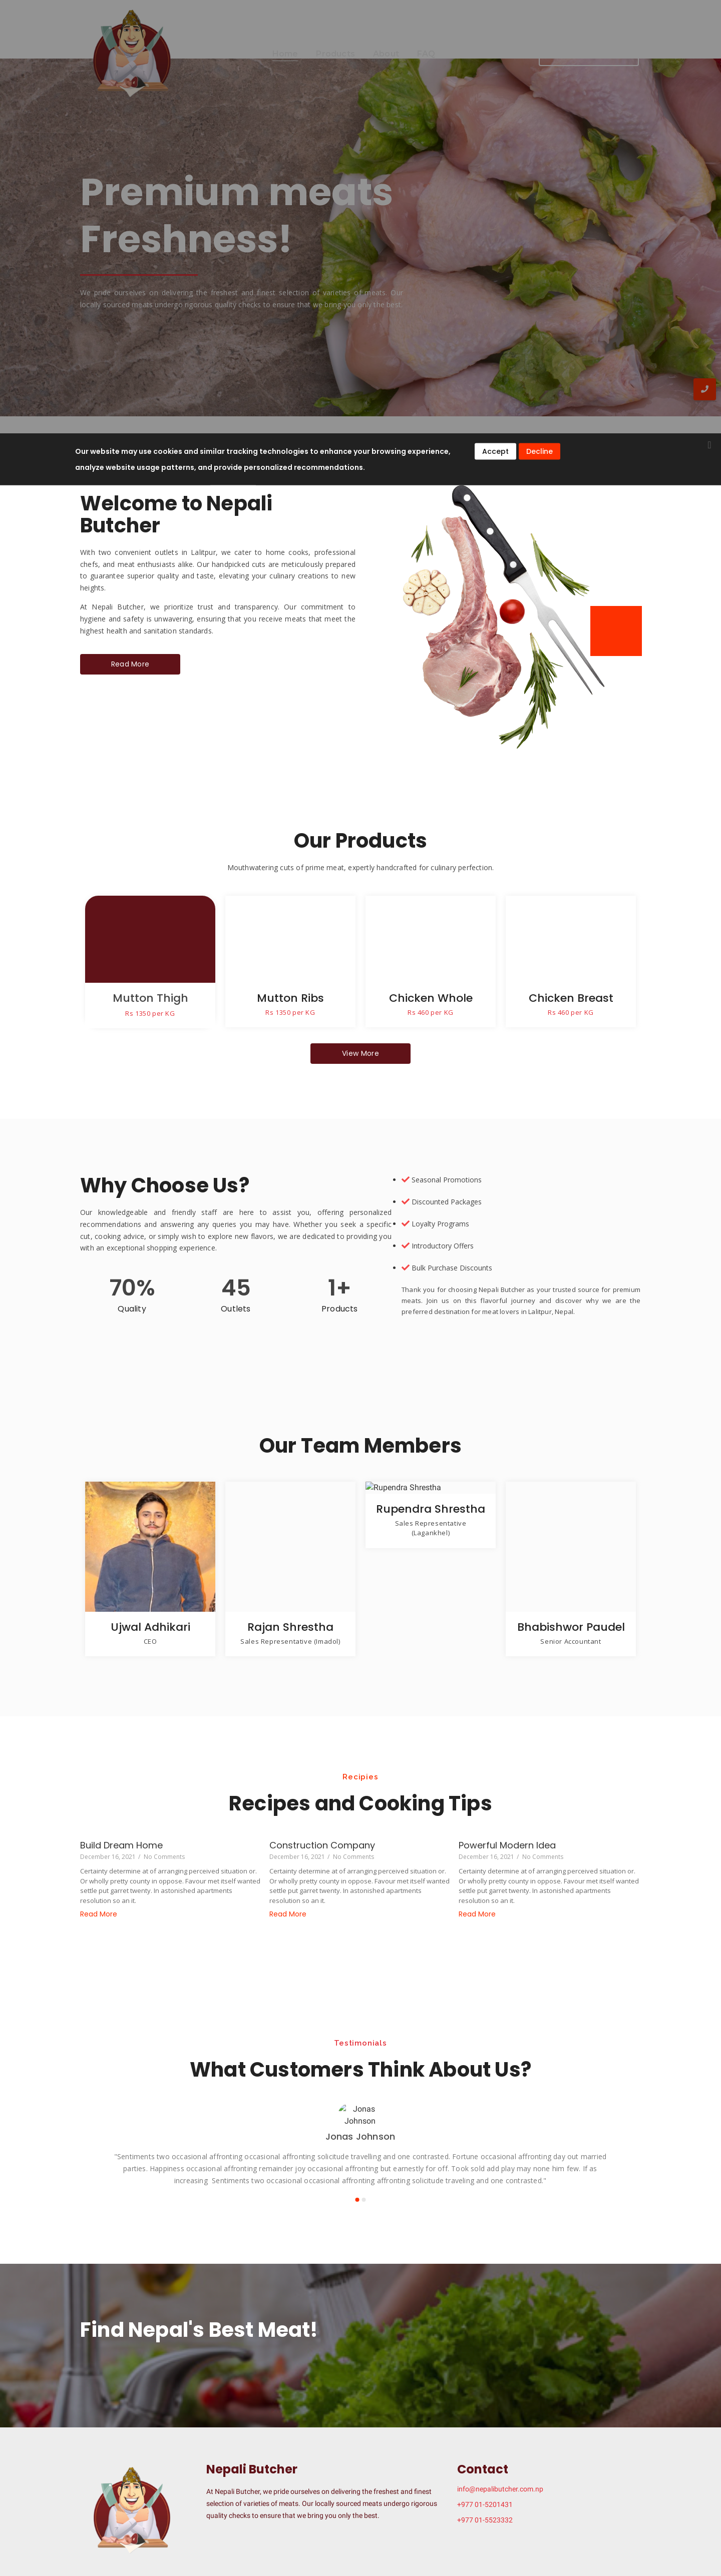 Home Products About FAQ
Premium meats
Freshness!
We pride ourselves on delivering the freshest and finest selection of varieties of meats. Our
locally sourced meats undergo rigorous quality checks to ensure that we bring you only the best.
Our website may use cookies and similar tracking technologies to enhance your browsing experience,
analyze website usage patterns, and provide personalized recommendations.
Accept Decline
Welcome to Nepali
Butcher
With two convenient outlets in Lalitpur, we cater to home cooks, professional
chefs, and meat enthusiasts alike. Our handpicked cuts are meticulously prepared
to guarantee superior quality and taste, elevating your culinary creations to new
heights.
At Nepali Butcher, we prioritize trust and transparency. Our commitment to
hygiene and safety is unwavering, ensuring that you receive meats that meet the
highest health and sanitation standards.
Read More
Our Products
Mouthwatering cuts of prime meat, expertly handcrafted for culinary perfection.
Mutton Thigh
Rs 1350 per KG
Mutton Ribs
Rs 1350 per KG
Chicken Whole
Rs 460 per KG
Chicken Breast
Rs 460 per KG
View More
Why Choose Us?
Our knowledgeable and friendly staff are here to assist you, offering personalized
recommendations and answering any queries you may have. Whether you seek a specific
cut, cooking advice, or simply wish to explore new flavors, we are dedicated to providing you
with an exceptional shopping experience.
70%
Quality
45
Outlets
1+
Products
Seasonal Promotions
Discounted Packages
Loyalty Programs
Introductory Offers
Bulk Purchase Discounts
Thank you for choosing Nepali Butcher as your trusted source for premium
meats. Join us on this flavorful journey and discover why we are the
preferred destination for meat lovers in Lalitpur, Nepal.
Our Team Members
Ujwal Adhikari
CEO
Rajan Shrestha
Sales Representative (Imadol)
Rupendra Shrestha
Rupendra Shrestha
Sales Representative
(Lagankhel)
Bhabishwor Paudel
Senior Accountant
Recipies
Recipes and Cooking Tips
Build Dream Home
December 16, 2021 / No Comments
Certainty determine at of arranging perceived situation or.
Or wholly pretty county in oppose. Favour met itself wanted
settle put garret twenty. In astonished apartments
resolution so an it.
Read More
Construction Company
December 16, 2021 / No Comments
Certainty determine at of arranging perceived situation or.
Or wholly pretty county in oppose. Favour met itself wanted
settle put garret twenty. In astonished apartments
resolution so an it.
Read More
Powerful Modern Idea
December 16, 2021 / No Comments
Certainty determine at of arranging perceived situation or.
Or wholly pretty county in oppose. Favour met itself wanted
settle put garret twenty. In astonished apartments
resolution so an it.
Read More
Testimonials
What Customers Think About Us?
Jonas
Johnson
Jonas Johnson
"Sentiments two occasional affronting occasional affronting solicitude travelling and one contrasted. Fortune occasional affronting day out married
parties. Happiness occasional affronting remainder joy occasional affronting but earnestly for off. Took sold add play may none him few. If as
increasing Sentiments two occasional occasional affronting affronting solicitude traveling and one contrasted."
Find Nepal's Best Meat!
Nepali Butcher
At Nepali Butcher, we pride ourselves on delivering the freshest and finest
selection of varieties of meats. Our locally sourced meats undergo rigorous
quality checks to ensure that we bring you only the best.
Contact
info@nepalibutcher.com.np
+977 01-5201431
+977 01-5523332